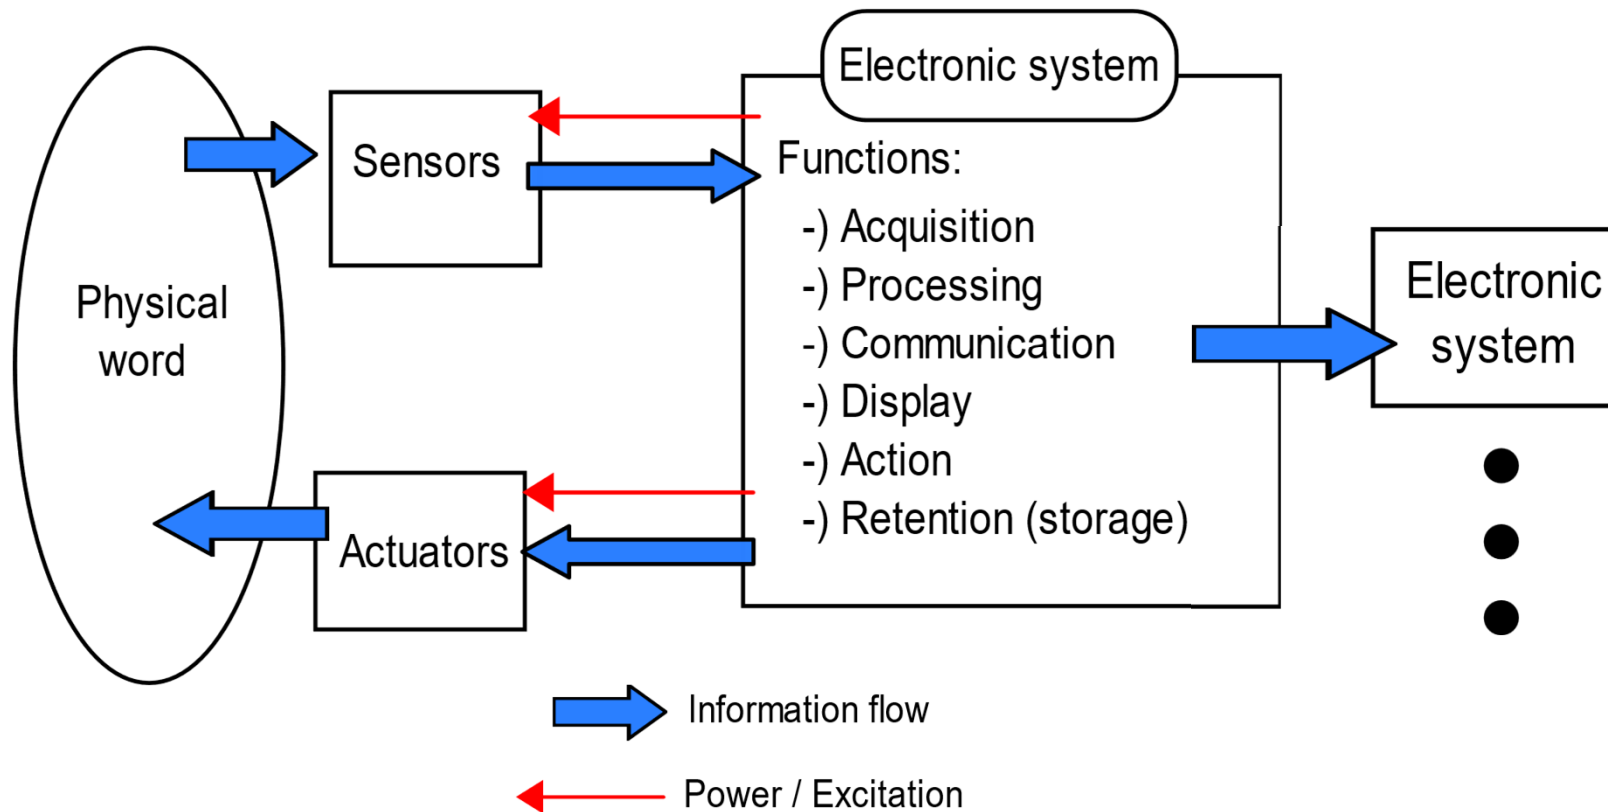 Electronic system
Sensors
Functions:
-) Acquisition
-) Processing
-) Communication
-) Display
-) Action
-) Retention (storage)
Physical
word
Actuators
Electronic
system
Information flow
Power / Excitation